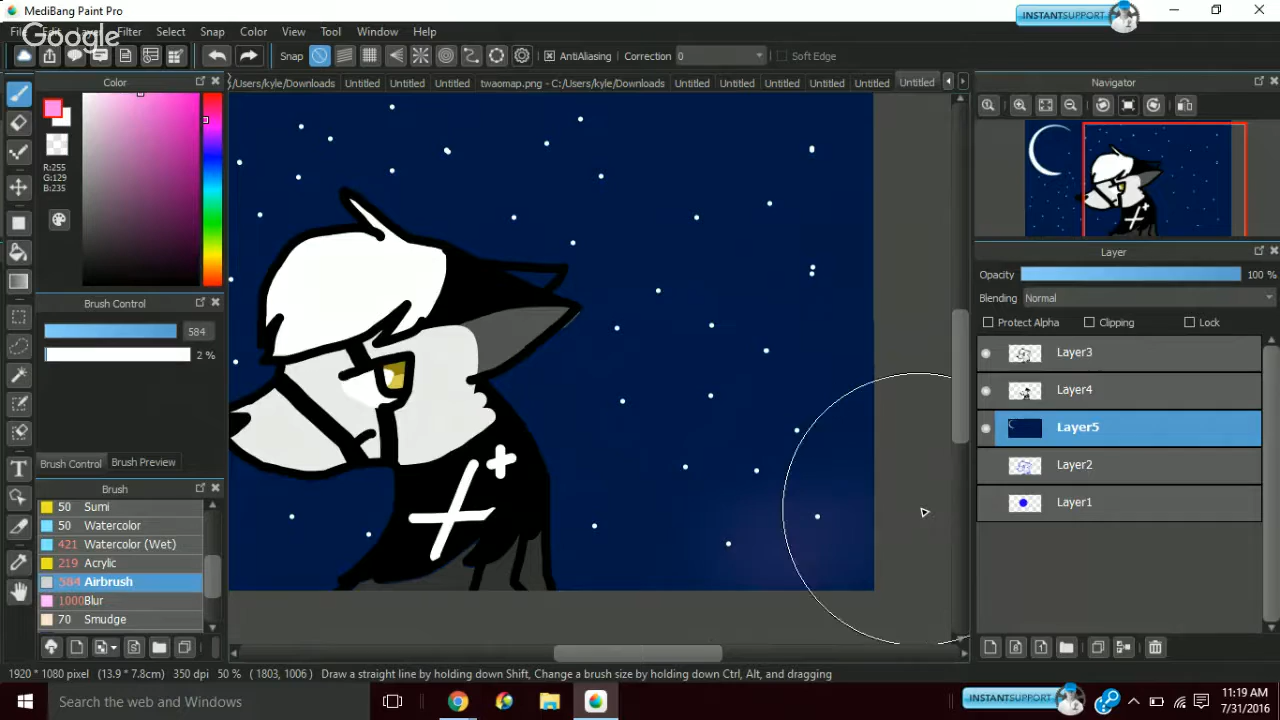 MediBang Paint Pro
INSTANTSUPPORT
File Edit Layer Filter Select Snap Color View Tool Window Help
Google
Snap AntiAliasing Correction 0 Soft Edge
Color
/Users/kyle/Downloads Untitled Untitled Untitled twaomap.png - C:/Users/kyle/Downloads Untitled Untitled Untitled Untitled Untitled
Navigator
R:255
G:129
B:235
Layer
Opacity 100 %
Blending Normal
Protect Alpha Clipping Lock
Brush Control
584
2 %
Layer3
Layer4
Layer5
Layer2
Layer1
Brush Control Brush Preview
Brush
50 Sumi
50 Watercolor
421 Watercolor (Wet)
219 Acrylic
584 Airbrush
1000 Blur
70 Smudge
1920 * 1080 pixel (13.9 * 7.8cm) 350 dpi 50 % ( 1803, 1006 ) Draw a straight line by holding down Shift, Change a brush size by holding down Ctrl, Alt, and dragging
Search the web and Windows
INSTANTSUPPORT
11:19 AM
7/31/2016